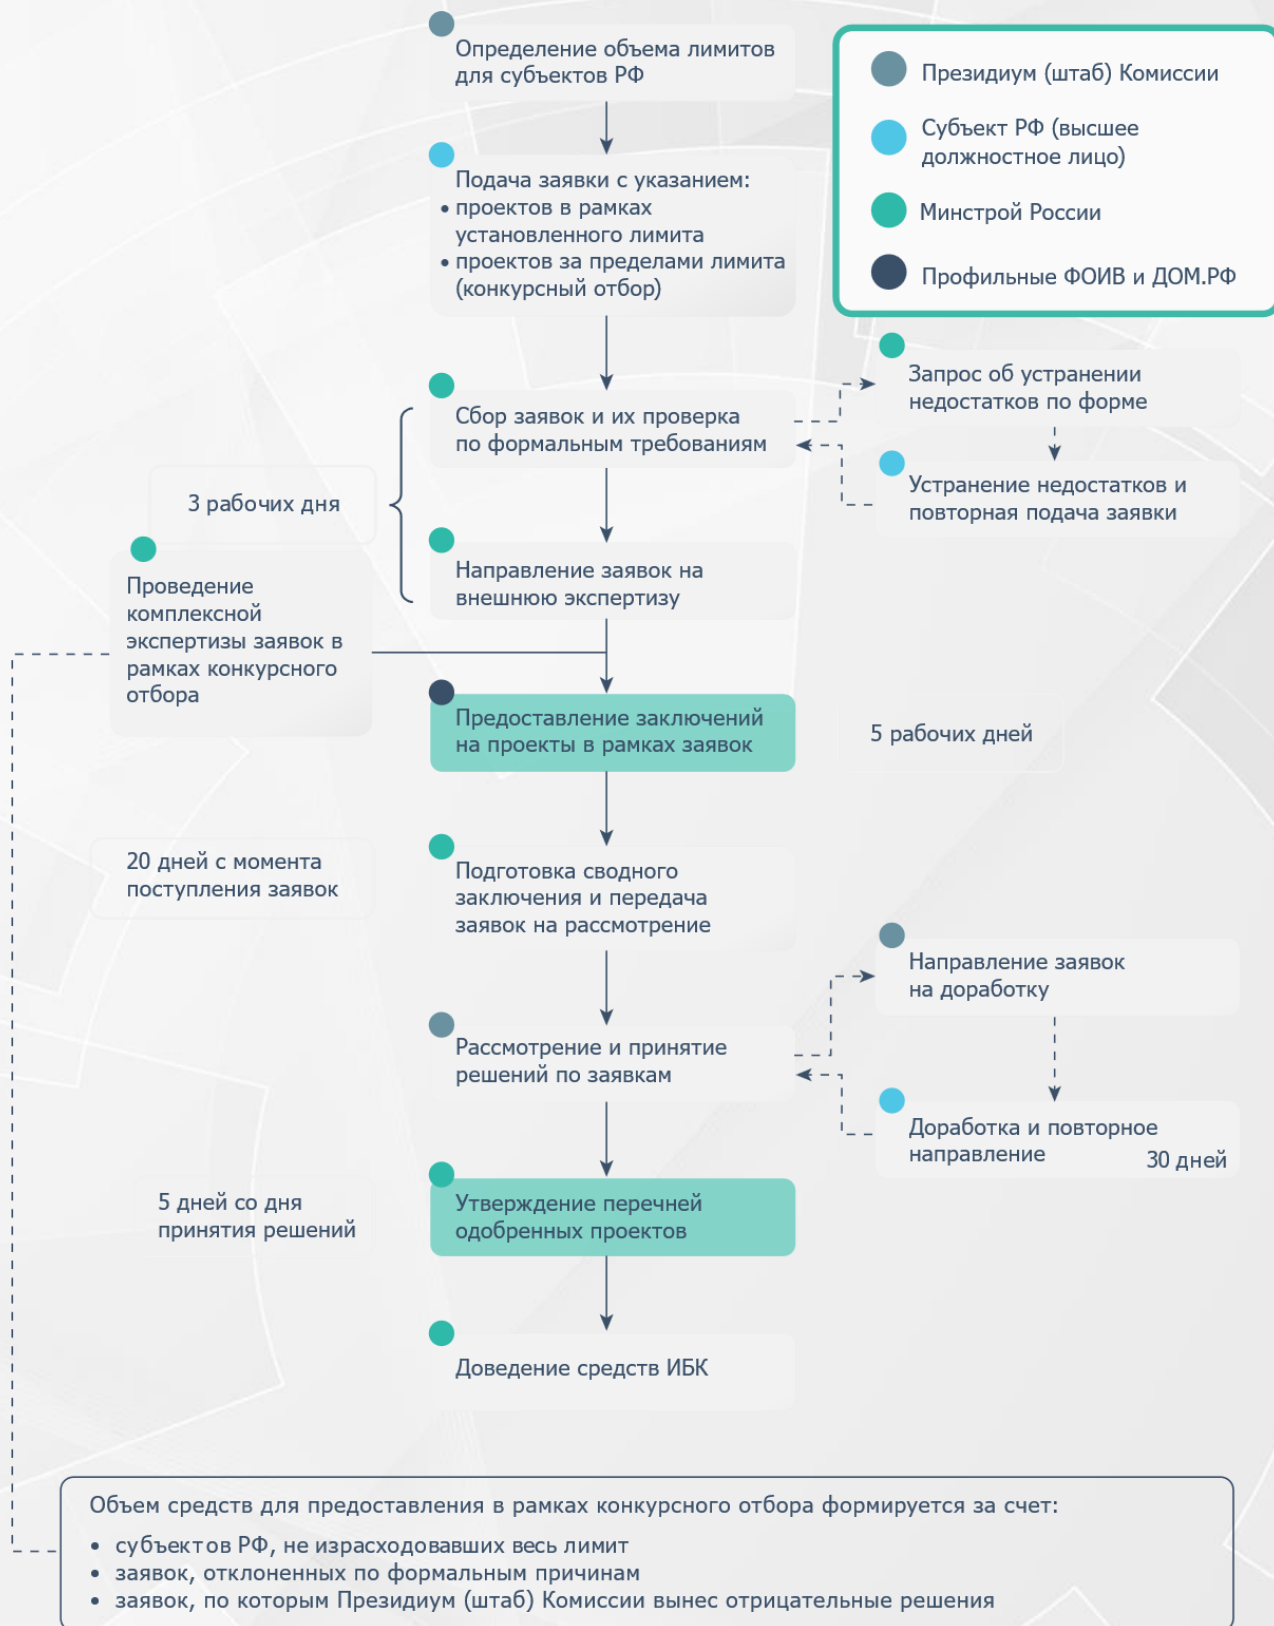 Определение объема лимитов
для субъектов РФ
Президиум (штаб) Комиссии
Субъект РФ (высшее
должностное лицо)
Минстрой России
Профильные ФОИВ и ДОМ.РФ
Подача заявки с указанием:
• проектов в рамках
установленного лимита
• проектов за пределами лимита
(конкурсный отбор)
Сбор заявок и их проверка
по формальным требованиям
Запрос об устранении
недостатков по форме
Устранение недостатков и
повторная подача заявки
3 рабочих дня
Направление заявок на
внешнюю экспертизу
Проведение
комплексной
экспертизы заявок в
рамках конкурсного
отбора
Предоставление заключений
на проекты в рамках заявок
5 рабочих дней
20 дней с момента
поступления заявок
Подготовка сводного
заключения и передача
заявок на рассмотрение
Рассмотрение и принятие
решений по заявкам
Направление заявок
на доработку
Доработка и повторное
направление
30 дней
5 дней со дня
принятия решений
Утверждение перечней
одобренных проектов
Доведение средств ИБК
Объем средств для предоставления в рамках конкурсного отбора формируется за счет:
• субъектов РФ, не израсходовавших весь лимит
• заявок, отклоненных по формальным причинам
• заявок, по которым Президиум (штаб) Комиссии вынес отрицательные решения